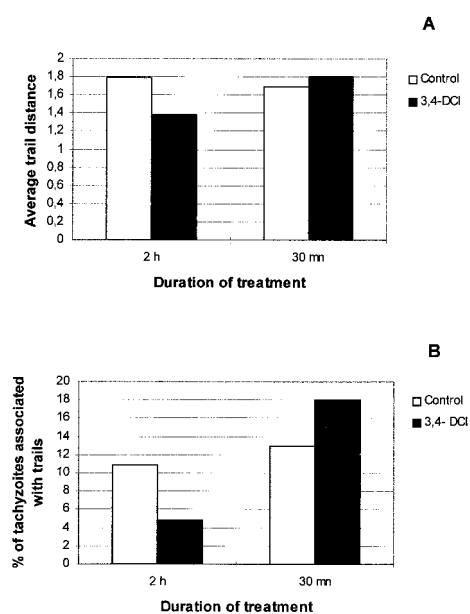 A
2
1,8
1,6
1,4
1,2
1
0,8
0,6
0,4
0,2
0
Average trail distance
Control
3,4-DCI
2 h
30 mn
Duration of treatment
B
20
18
16
14
12
10
8
6
4
2
0
% of tachyzoites associated
with trails
Control
3,4- DCI
2 h
30 mn
Duration of treatment